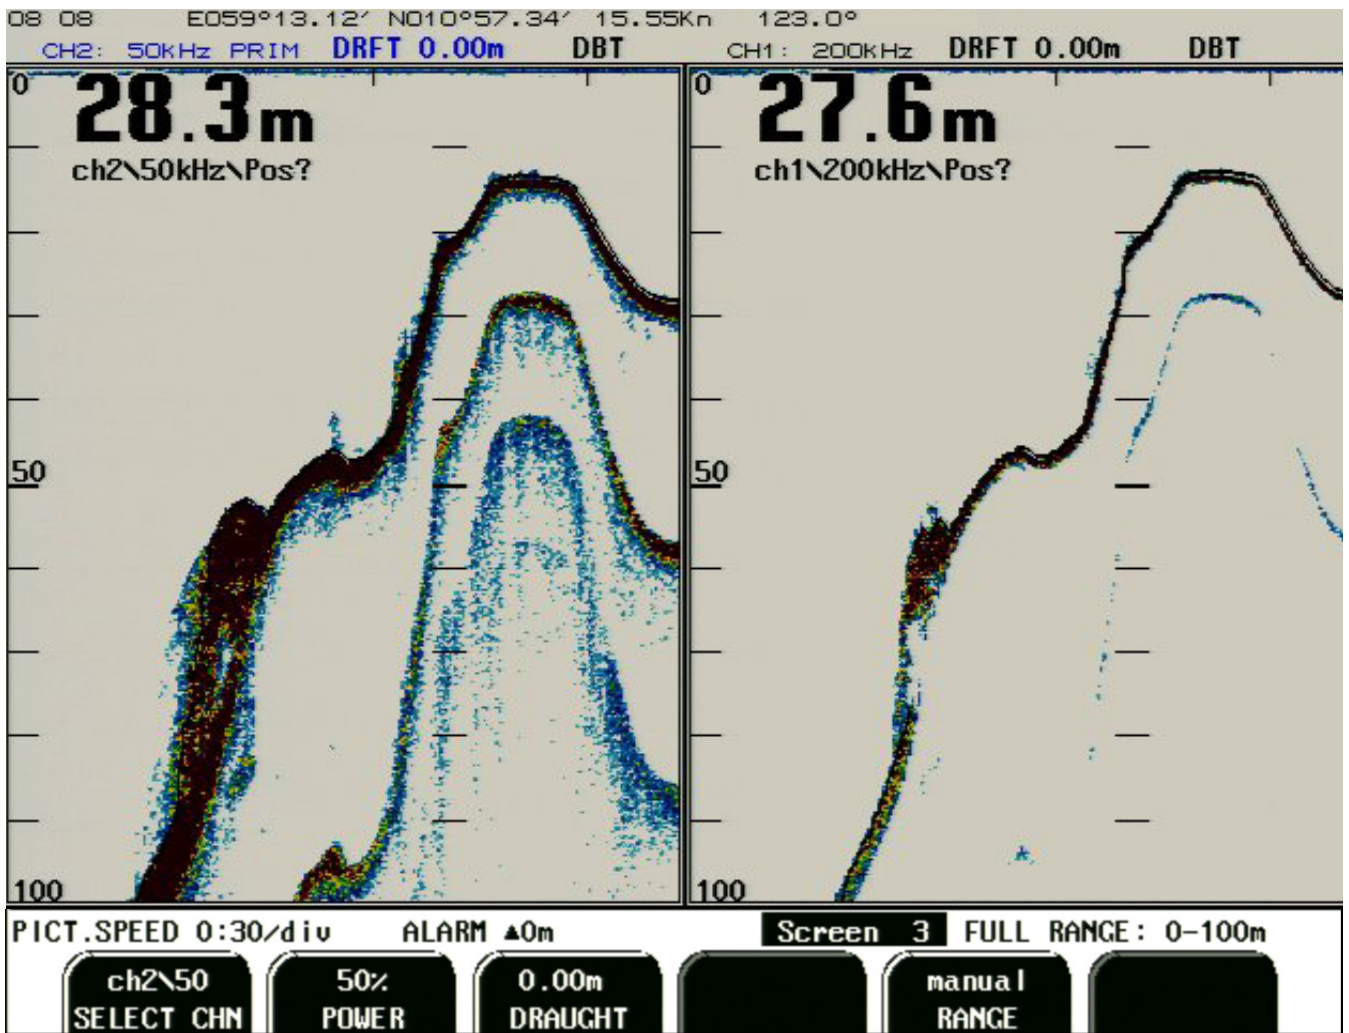 08 08 E059°13.12′ N010°57.34′ 15.55Kn 123.0°
CH2: 50kHz PRIM DRFT 0.00m DBT CH1: 200kHz DRFT 0.00m DBT
0
28.3m
ch2\50kHz\Pos?
50
100
0
27.6m
ch1\200kHz\Pos?
50
100
PICT.SPEED 0:30/div ALARM ▲0m Screen 3 FULL RANGE: 0-100m
ch2\50 50% 0.00m manual
SELECT CHN POWER DRAUGHT RANGE